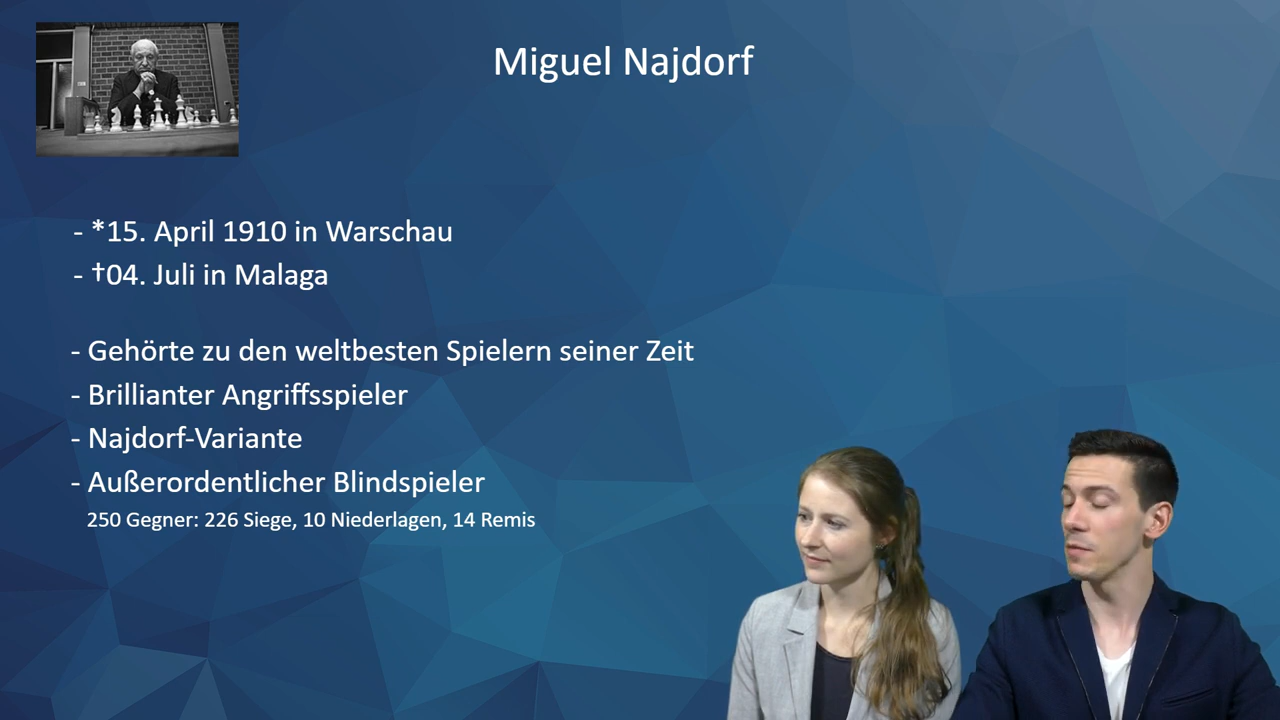 Miguel Najdorf
- *15. April 1910 in Warschau
- †04. Juli in Malaga
- Gehörte zu den weltbesten Spielern seiner Zeit
- Brillianter Angriffsspieler
- Najdorf-Variante
- Außerordentlicher Blindspieler
250 Gegner: 226 Siege, 10 Niederlagen, 14 Remis